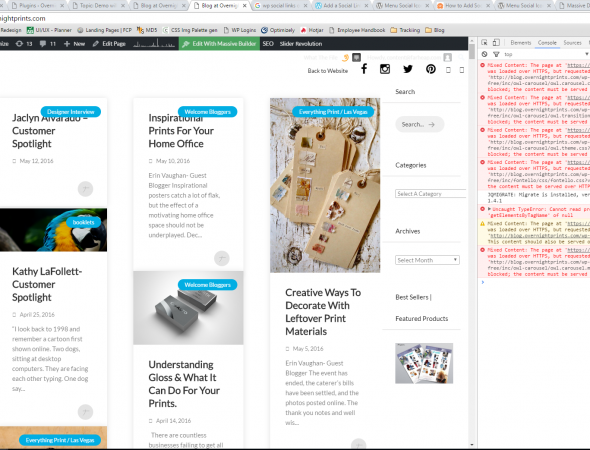 Plugins ‹ Overn
Topic Demo
Blog at Overnigh
Blog at Overnigh
wp social links
Add a Social Lin
Menu Social Ic
How to Add So
Menu Social Ico
Massive D
nightprints.com
Redesign
UI/UX - Planner
Landing Pages | FCP
MD5
CSS Img Palette gen
WP Logins
Optimizely
Hotjar
Employee Handbook
Tracking
Blog
omize
13
11
New
Edit Page
Edit With Massive Builder
SEO
Slider Revolution
Back to Website
Search
Search...
Categories
Select A Category
Archives
Select Month
Best Sellers |
Featured Products
Designer Interview
Jaclyn Alvarado –
Customer
Spotlight
May 12, 2016
booklets
Kathy LaFollett-
Customer
Spotlight
April 25, 2016
"I look back to 1998 and
remember a cartoon first
shown online. Two dogs,
sitting at desktop
computers. They are facing
each other typing. One dog
say...
Everything Print / Las Vegas
Welcome Bloggers
Inspirational
Prints For Your
Home Office
May 10, 2016
Erin Vaughan- Guest
Blogger Inspirational
posters catch a lot of flak,
but the effect of a
motivating home office
space should not be
underplayed. Dec...
Welcome Bloggers
Understanding
Gloss & What It
Can Do For Your
Prints.
April 14, 2016
There are countless
businesses failing to get all
Everything Print / Las Vegas
Creative Ways To
Decorate With
Leftover Print
Materials
May 5, 2016
Erin Vaughan- Guest
Blogger The event has
ended, the caterer's bills
have been settled, and the
photos posted online. The
thank you notes and well
wis...
Elements
Console
Sources
top
Mixed Content: The page at 'https://
was loaded over HTTPS, but requested
'http://blog.overnightprints.com/wp-
free/inc/owl-carousel/owl.carousel.c
blocked; the content must be served
Mixed Content: The page at 'https://
was loaded over HTTPS, but requested
'http://blog.overnightprints.com/wp-
free/inc/owl-carousel/owl.transition
blocked; the content must be served
Mixed Content: The page at 'https://
was loaded over HTTPS, but requested
'http://blog.overnightprints.com/wp-
free/inc/owl-carousel/owl.theme.css?
blocked; the content must be served
Mixed Content: The page at 'https://
was loaded over HTTPS, but requested
'http://blog.overnightprints.com/wp-
free/inc/fontello/css/fontello.css?
the content must be served over HTTP
JQMIGRATE: Migrate is installed, ver
1.4.1
Uncaught TypeError: Cannot read pr
'getElementsByTagName' of null
Mixed Content: The page at 'https://
was loaded over HTTPS, but requested
'http://blog.overnightprints.com/wp-
This content should also be served o
Mixed Content: The page at 'https://
was loaded over HTTPS, but requested
'http://blog.overnightprints.com/wp-
free/inc/owl-carousel/owl.carousel.m
blocked; the content must be served